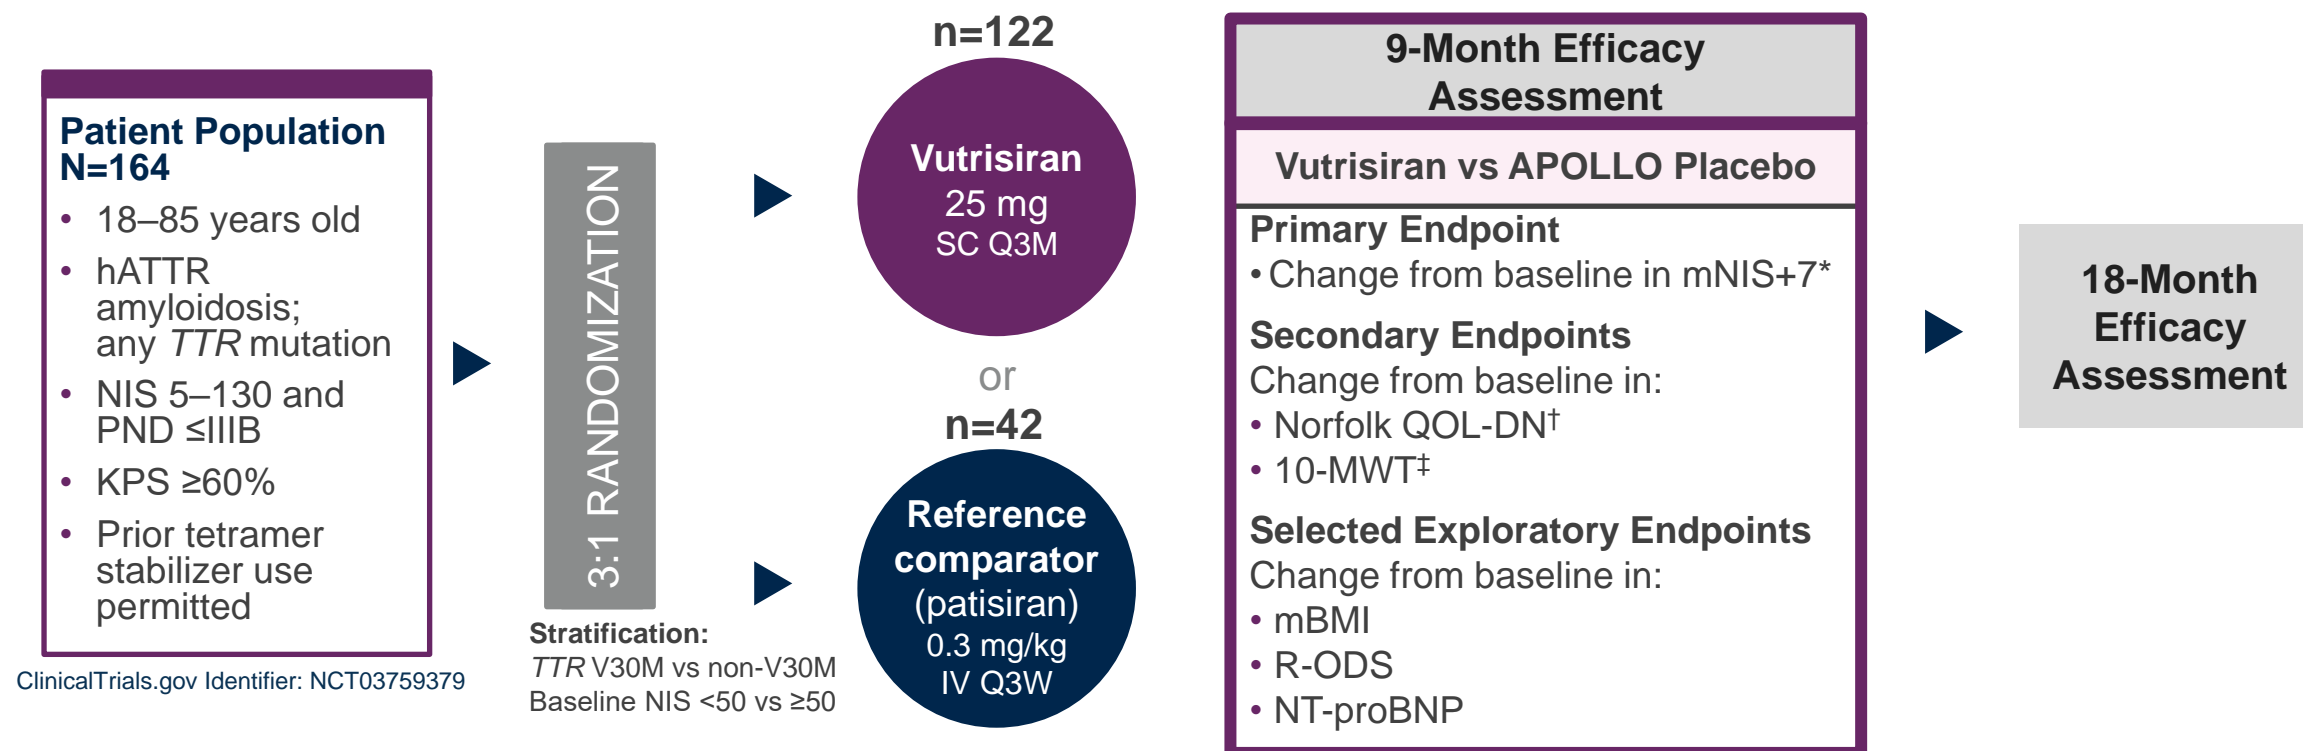 Patient Population
N=164
• 18–85 years old
• hATTR
amyloidosis;
any TTR mutation
• NIS 5–130 and
PND ≤IIIB
• KPS ≥60%
• Prior tetramer
stabilizer use
permitted
ClinicalTrials.gov Identifier: NCT03759379
3:1 RANDOMIZATION
Stratification:
TTR V30M vs non-V30M
Baseline NIS <50 vs ≥50
n=122
Vutrisiran
25 mg
SC Q3M
or
n=42
Reference
comparator
(patisiran)
0.3 mg/kg
IV Q3W
9-Month Efficacy
Assessment
Vutrisiran vs APOLLO Placebo
Primary Endpoint
• Change from baseline in mNIS+7*
Secondary Endpoints
Change from baseline in:
• Norfolk QOL-DN†
• 10-MWT‡
Selected Exploratory Endpoints
Change from baseline in:
• mBMI
• R-ODS
• NT-proBNP
18-Month
Efficacy
Assessment